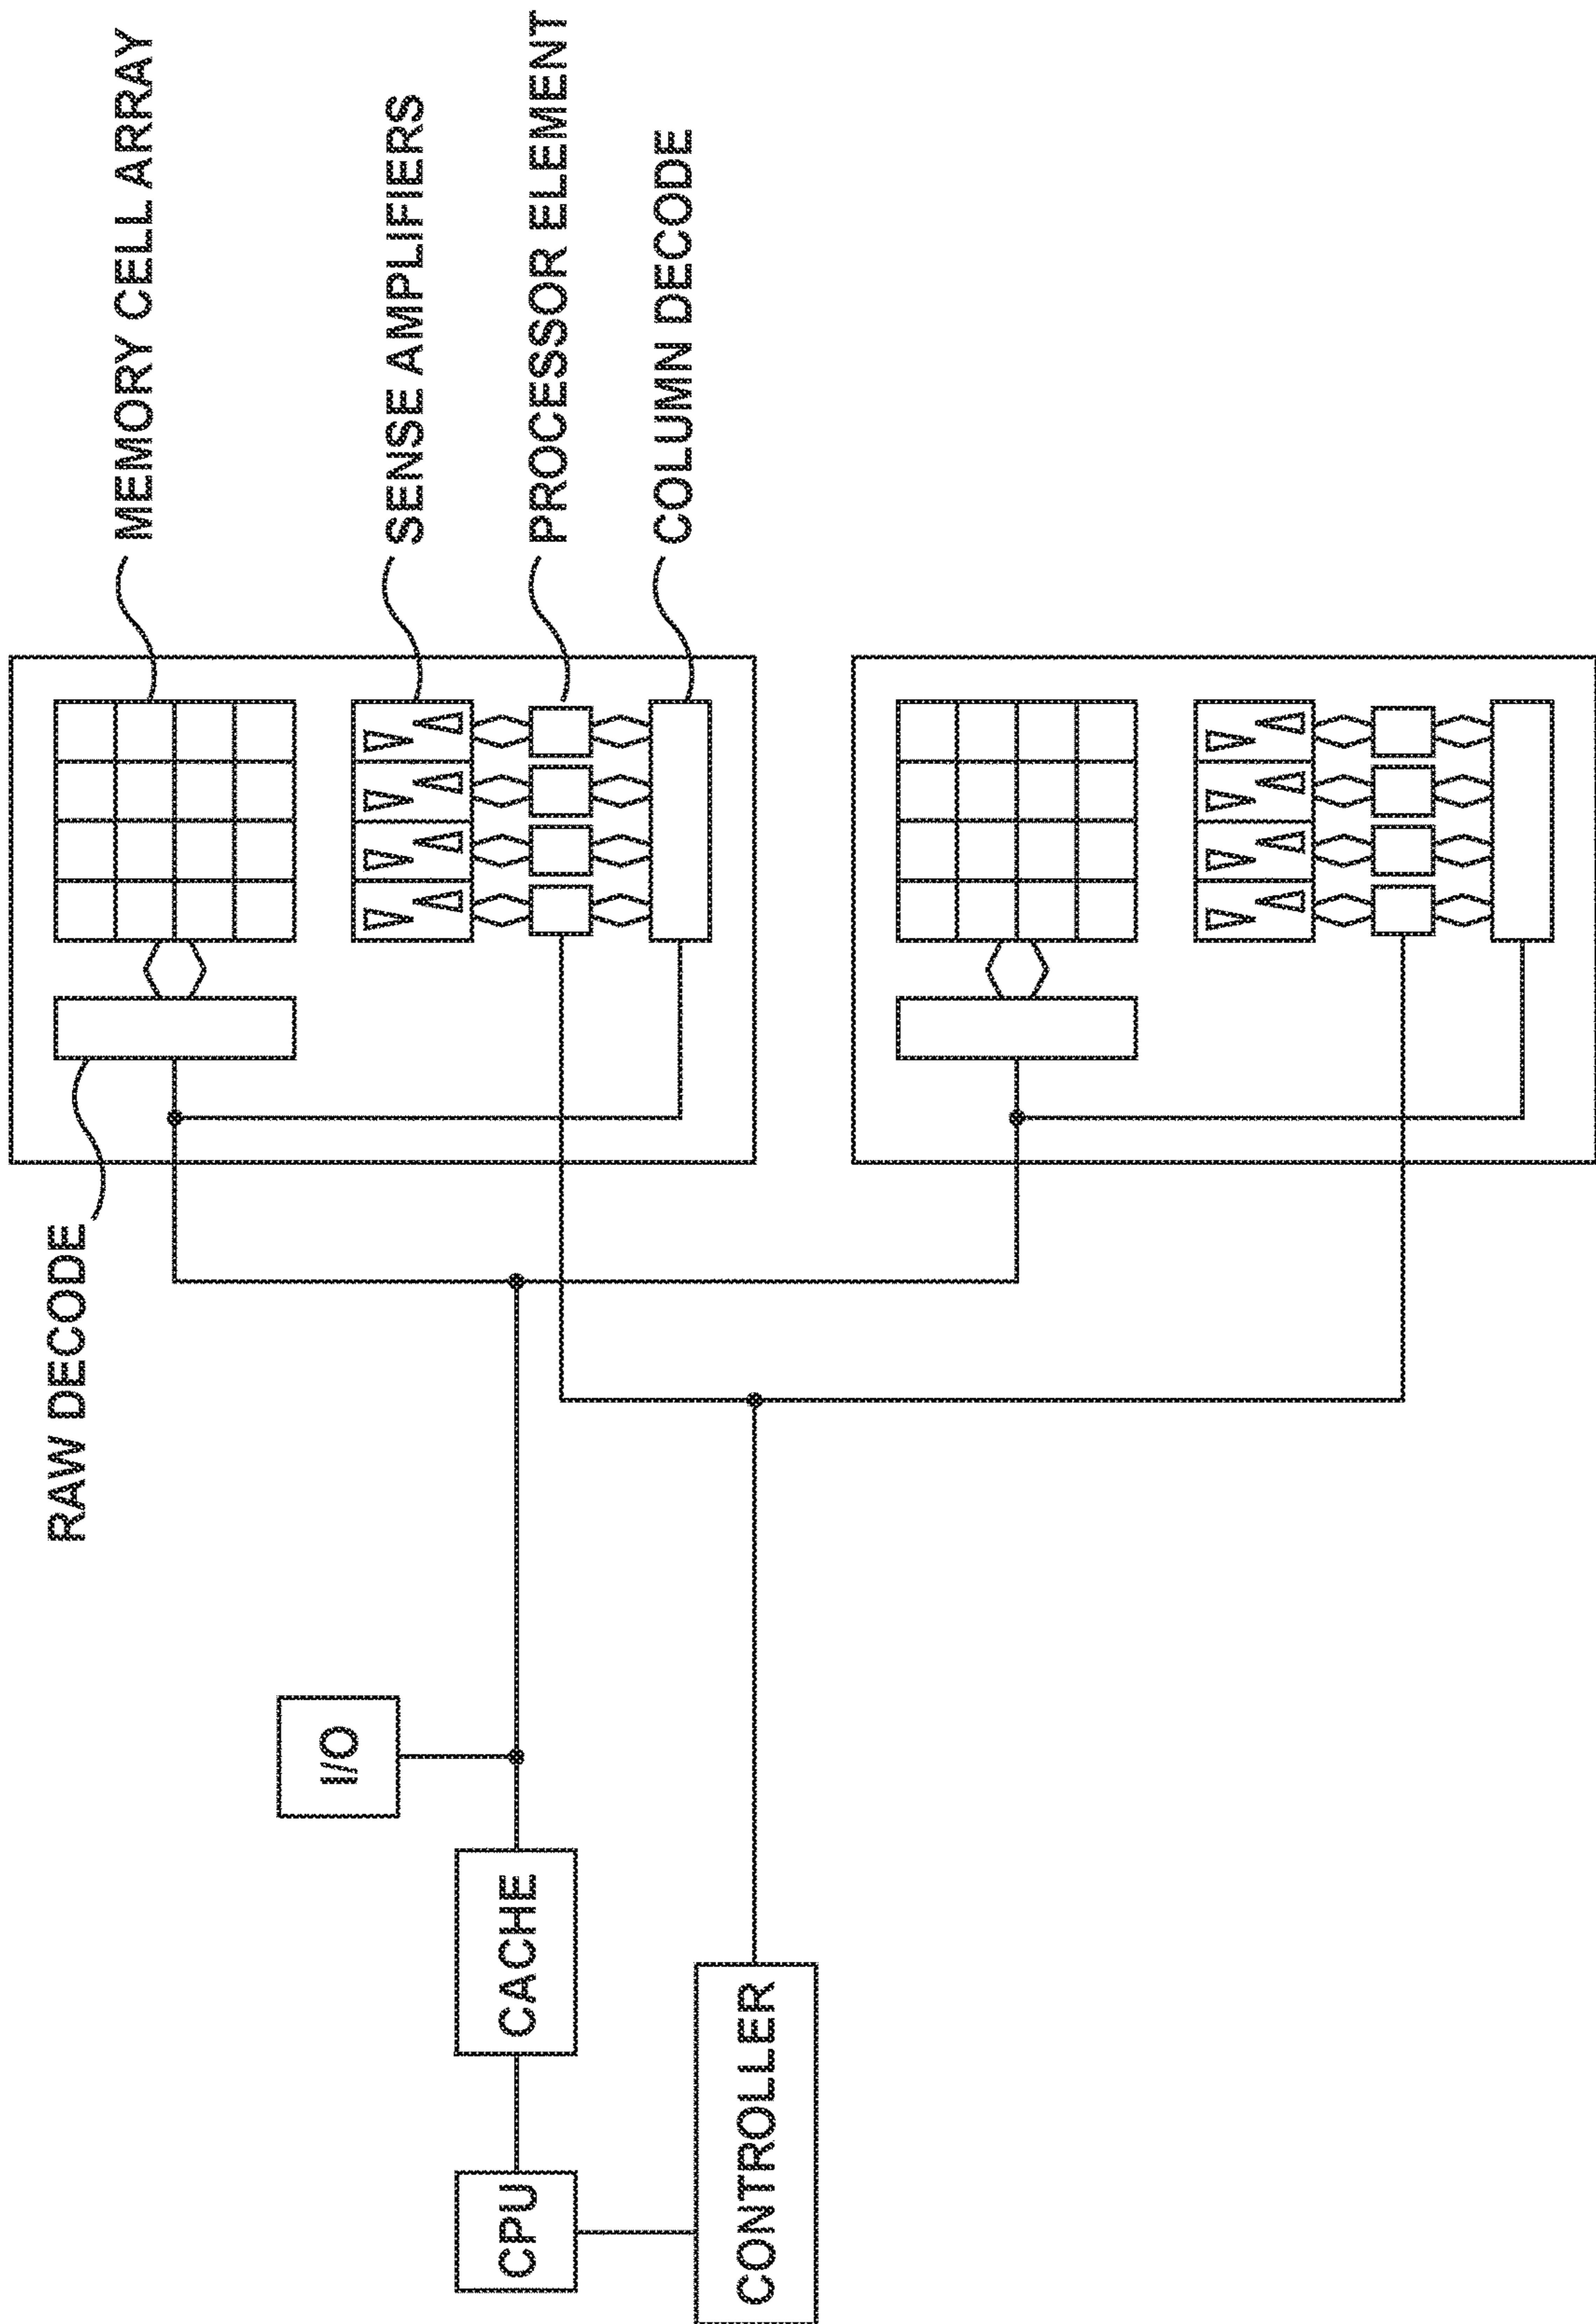 MEMORY CELL ARRAY
SENSE AMPLIFIERS
PROCESSOR ELEMENT
COLUMN DECODE
RAW DECODE
I/O
CACHE
CPU
CONTROLLER